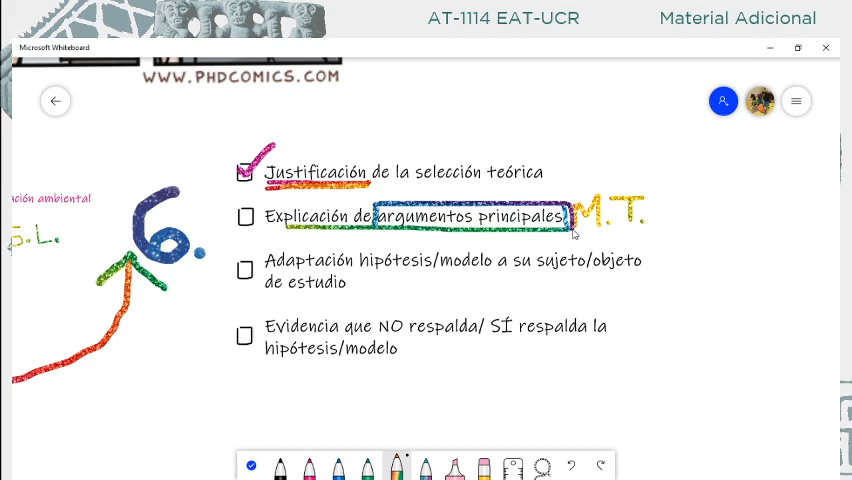 AT-1114 EAT-UCR
Material Adicional
Microsoft Whiteboard
WWW.PHDCOMICS.COM
Justificación de la selección teórica
ación ambiental
6.
Explicación de argumentos principales M.T.
Adaptación hipótesis/modelo a su sujeto/objeto
de estudio
Evidencia que NO respalda/ SÍ respalda la
hipótesis/modelo